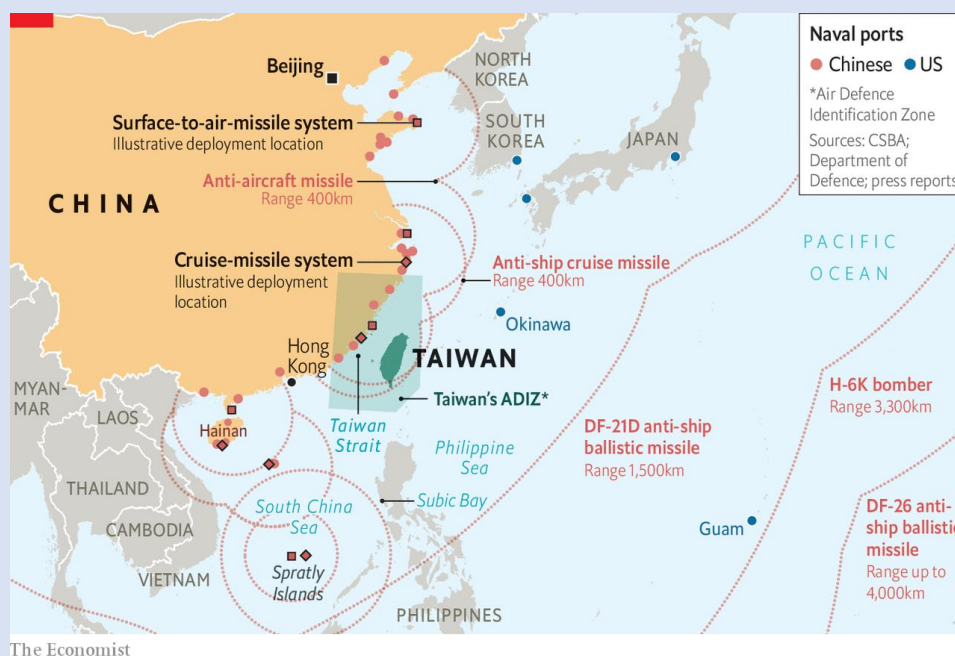 Naval ports
Chinese US
*Air Defence
Identification Zone
Sources: CSBA;
Department of
Defence; press reports
Beijing
NORTH
KOREA
SOUTH
KOREA
JAPAN
Surface-to-air-missile system
Illustrative deployment location
Anti-aircraft missile
Range 400km
CHINA
PACIFIC
OCEAN
Cruise-missile system
Illustrative deployment
location
Anti-ship cruise missile
Range 400km
Okinawa
Hong
Kong
TAIWAN
MYAN-
MAR
LAOS
Hainan
Taiwan
Strait
Taiwan's ADIZ*
H-6K bomber
Range 3,300km
DF-21D anti-ship
ballistic missile
Range 1,500km
Philippine
Sea
THAILAND
South China
Sea
Subic Bay
CAMBODIA
Guam
DF-26 anti-
ship ballistic
missile
Range up to
4,000km
VIETNAM
Spratly
Islands
PHILIPPINES
The Economist